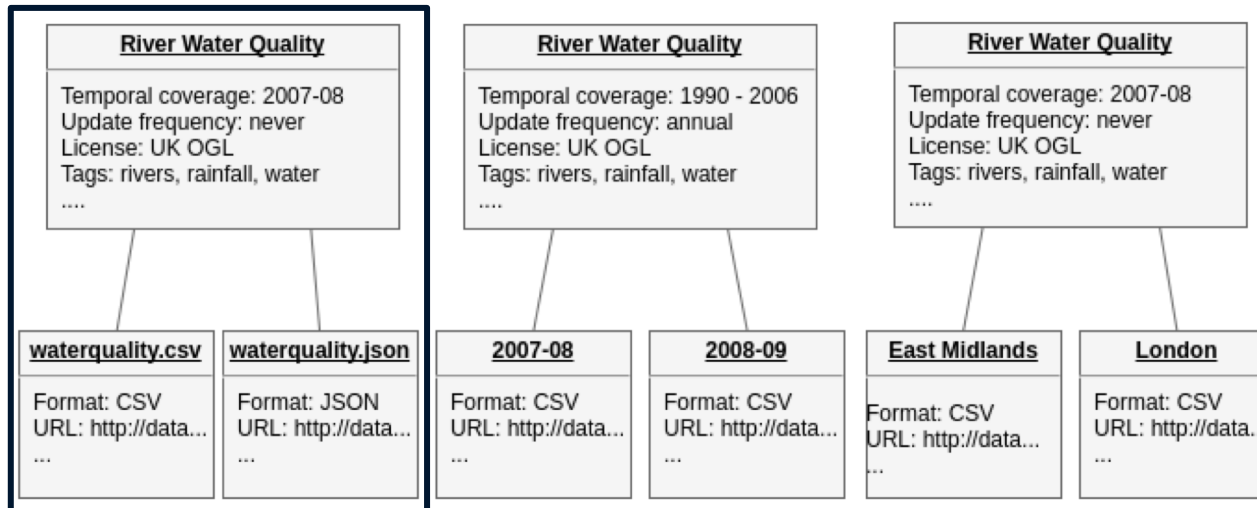 River Water Quality
Temporal coverage: 2007-08
Update frequency: never
License: UK OGL
Tags: rivers, rainfall, water
....
waterquality.csv
Format: CSV
URL: http://data...
...
waterquality.json
Format: JSON
URL: http://data...
...
River Water Quality
Temporal coverage: 1990 - 2006
Update frequency: annual
License: UK OGL
Tags: rivers, rainfall, water
....
2007-08
Format: CSV
URL: http://data...
...
2008-09
Format: CSV
URL: http://data...
...
River Water Quality
Temporal coverage: 2007-08
Update frequency: never
License: UK OGL
Tags: rivers, rainfall, water
....
East Midlands
Format: CSV
URL: http://data...
...
London
Format: CSV
URL: http://data.
...